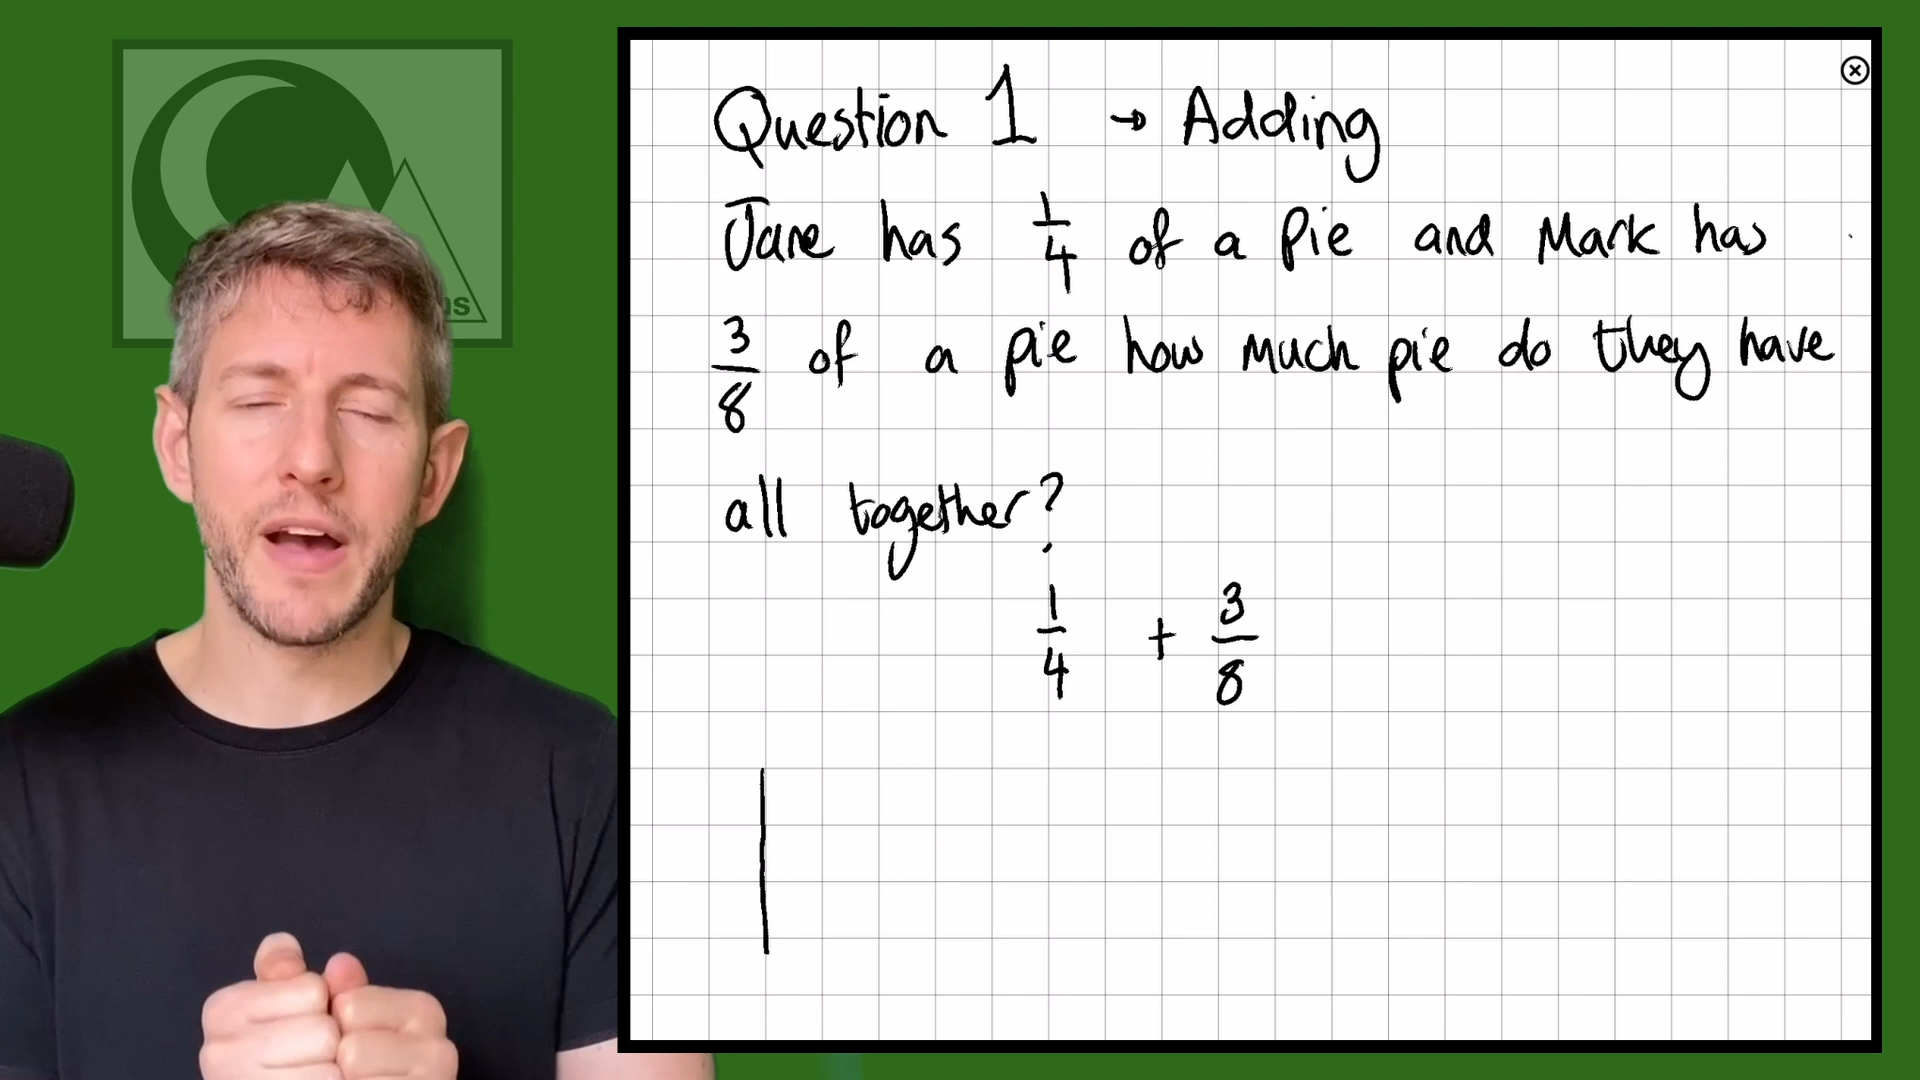 Question 1 → Adding
Jane has 1/4 of a pie and Mark has
3/8 of a pie how much pie do they have
all together?
1/4 + 3/8